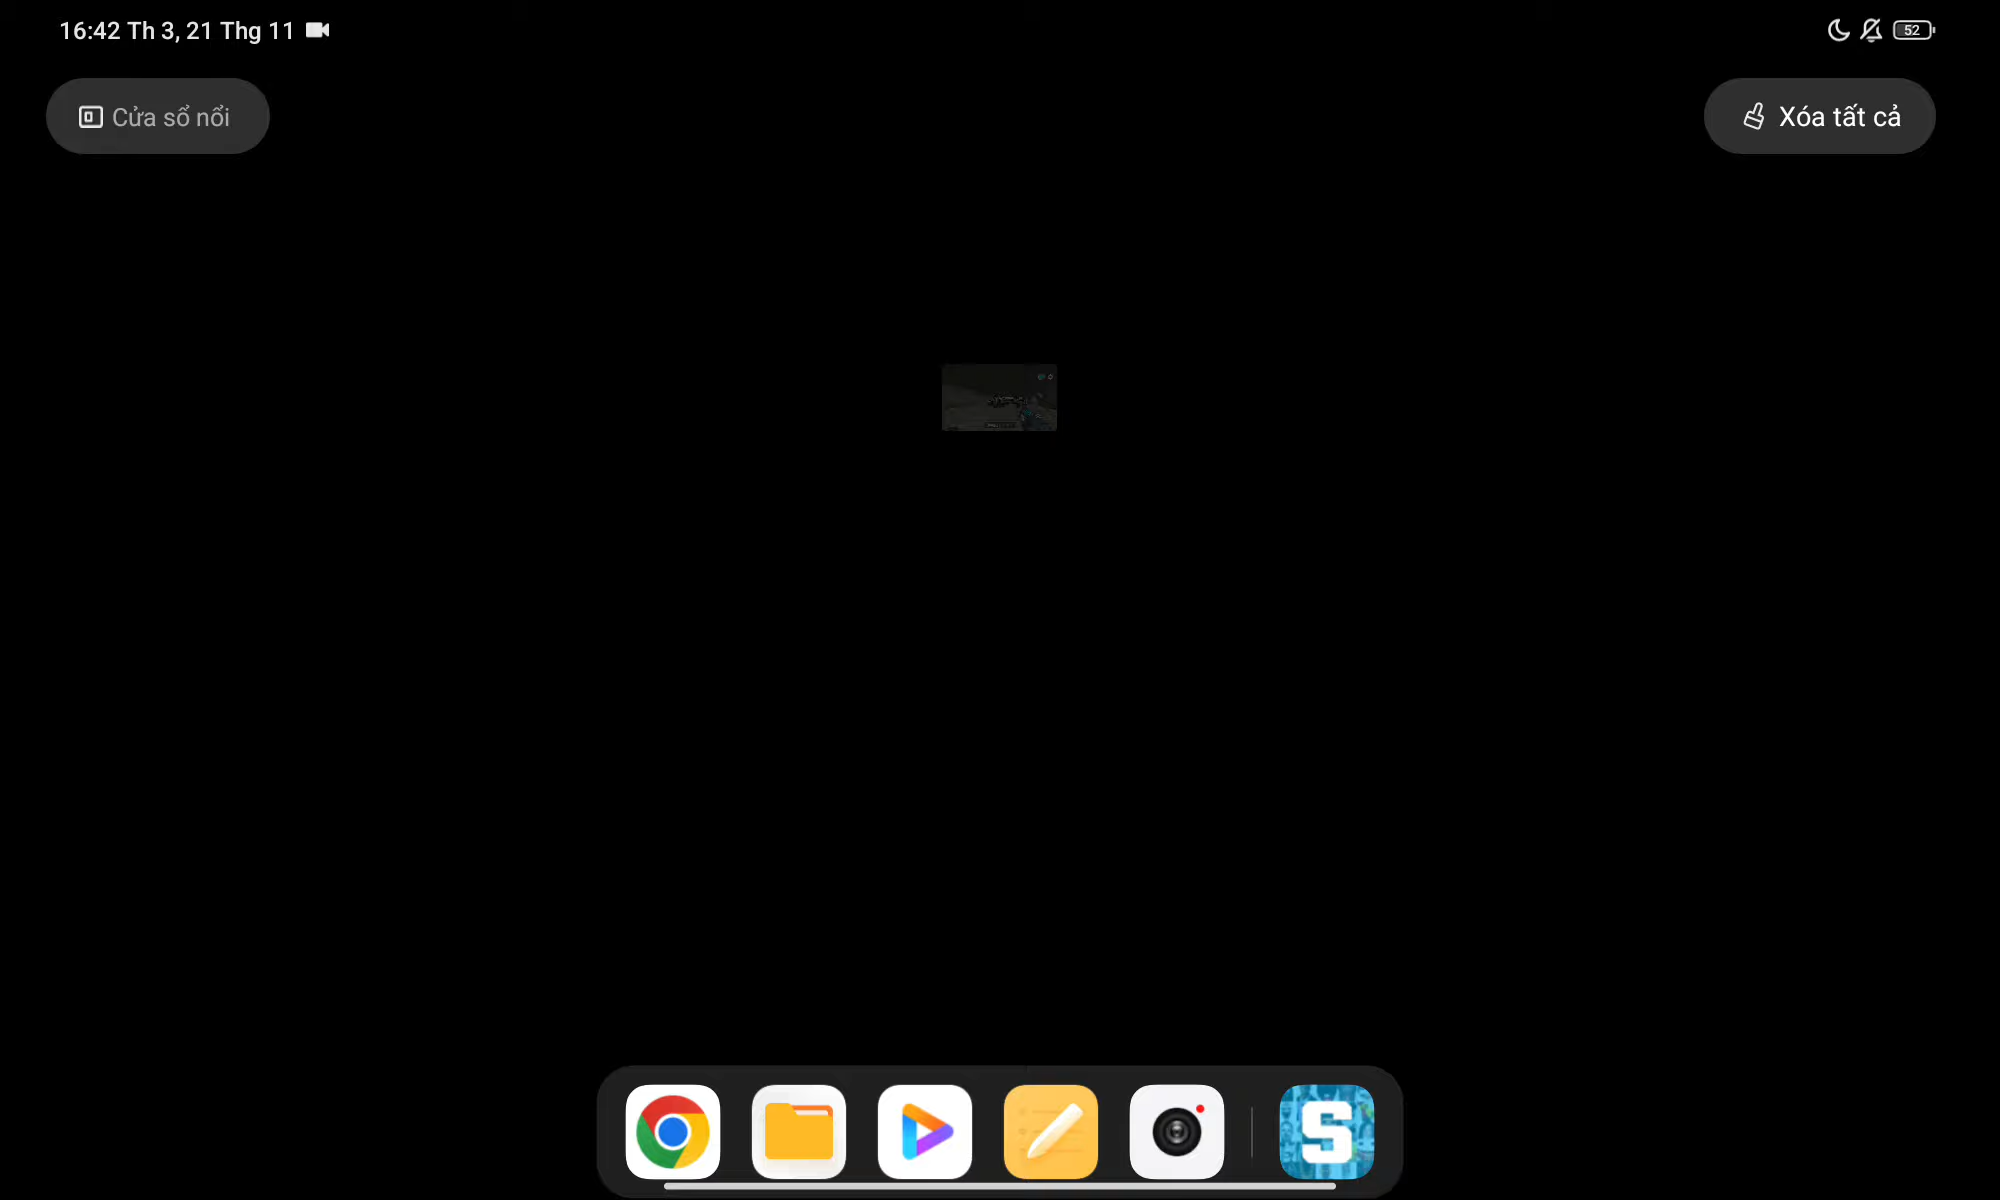 16:42 Th 3, 21 Thg 11
52
Cửa sổ nổi
Xóa tất cả
S